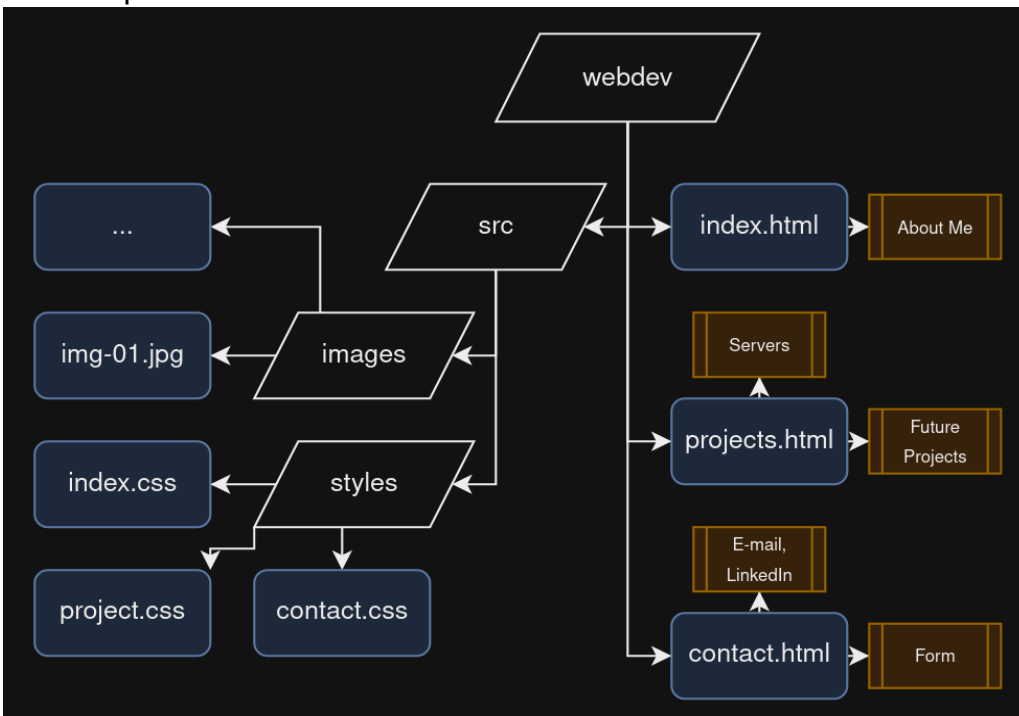 webdev
...
src
index.html
About Me
img-01.jpg
images
Servers
projects.html
Future
Projects
index.css
styles
E-mail,
LinkedIn
project.css
contact.css
contact.html
Form